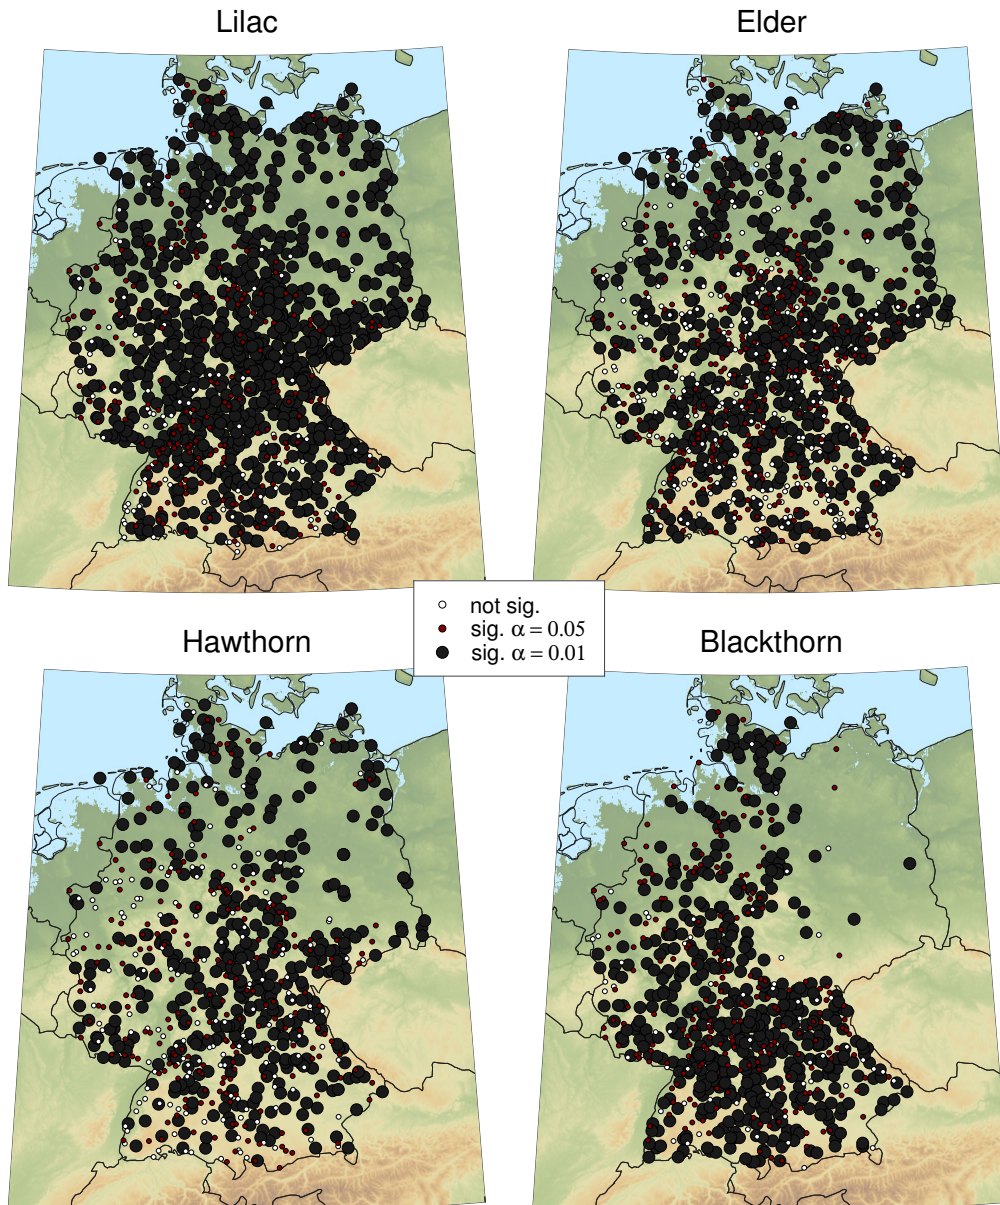 Lilac
Elder
not sig.
sig. α = 0.05
sig. α = 0.01
Hawthorn
Blackthorn